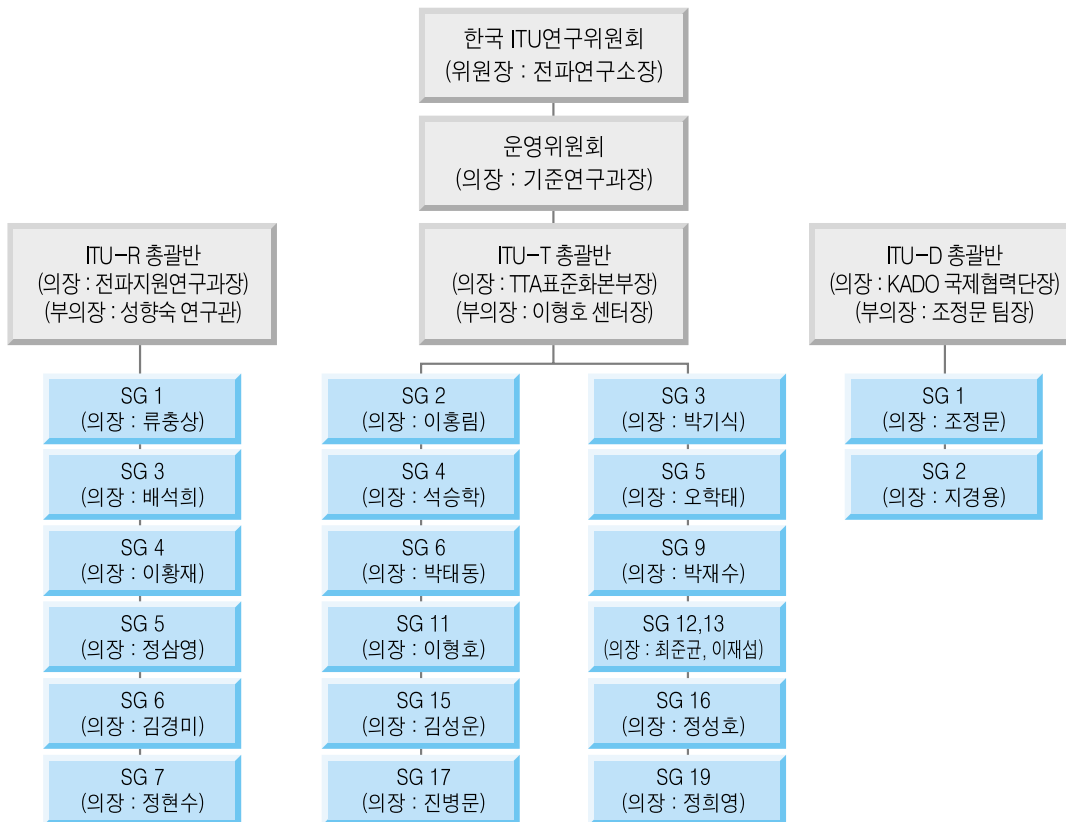 한국 ITU연구위원회
(위원장 : 전파연구소장)
운영위원회
(의장 : 기준연구과장)
ITU-R 총괄반
(의장 : 전파지원연구과장)
(부의장 : 성향숙 연구관)
SG 1
(의장 : 류충상)
SG 3
(의장 : 배석희)
SG 4
(의장 : 이황재)
SG 5
(의장 : 정삼영)
SG 6
(의장 : 김경미)
SG 7
(의장 : 정현수)
ITU-T 총괄반
(의장 : TTA표준화본부장)
(부의장 : 이형호 센터장)
SG 2
(의장 : 이홍림)
SG 4
(의장 : 석승학)
SG 6
(의장 : 박태동)
SG 11
(의장 : 이형호)
SG 15
(의장 : 김성운)
SG 17
(의장 : 진병문)
SG 3
(의장 : 박기식)
SG 5
(의장 : 오학태)
SG 9
(의장 : 박재수)
SG 12,13
(의장 : 최준균, 이재섭)
SG 16
(의장 : 정성호)
SG 19
(의장 : 정희영)
ITU-D 총괄반
(의장 : KADO 국제협력단장)
(부의장 : 조정문 팀장)
SG 1
(의장 : 조정문)
SG 2
(의장 : 지경용)